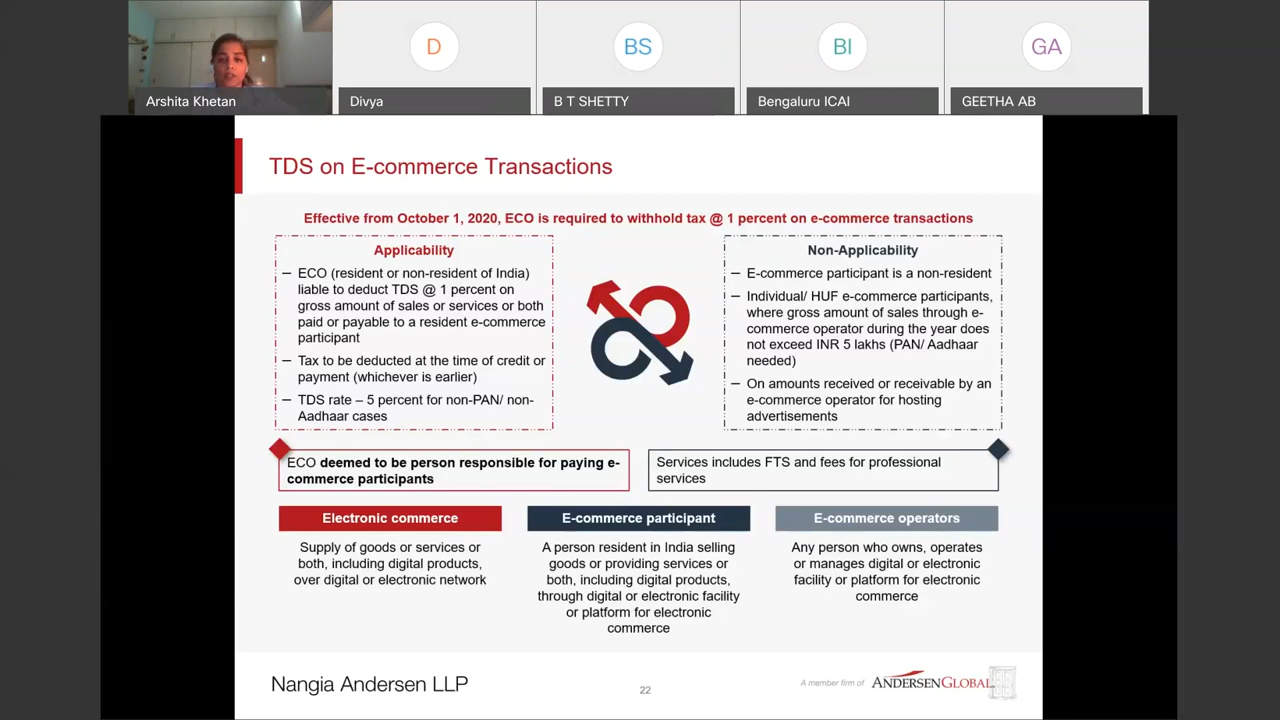 D
BS
BI
GA
Arshita Khetan
Divya
B T SHETTY
Bengaluru ICAI
GEETHA AB
TDS on E-commerce Transactions
Effective from October 1, 2020, ECO is required to withhold tax @ 1 percent on e-commerce transactions
Applicability
– ECO (resident or non-resident of India)
liable to deduct TDS @ 1 percent on
gross amount of sales or services or both
paid or payable to a resident e-commerce
participant
– Tax to be deducted at the time of credit or
payment (whichever is earlier)
– TDS rate – 5 percent for non-PAN/ non-
Aadhaar cases
Non-Applicability
– E-commerce participant is a non-resident
– Individual/ HUF e-commerce participants,
where gross amount of sales through e-
commerce operator during the year does
not exceed INR 5 lakhs (PAN/ Aadhaar
needed)
– On amounts received or receivable by an
e-commerce operator for hosting
advertisements
ECO deemed to be person responsible for paying e-
commerce participants
Services includes FTS and fees for professional
services
Electronic commerce
Supply of goods or services or
both, including digital products,
over digital or electronic network
E-commerce participant
A person resident in India selling
goods or providing services or
both, including digital products,
through digital or electronic facility
or platform for electronic
commerce
E-commerce operators
Any person who owns, operates
or manages digital or electronic
facility or platform for electronic
commerce
Nangia Andersen LLP
22
A member firm of
ANDERSEN GLOBAL